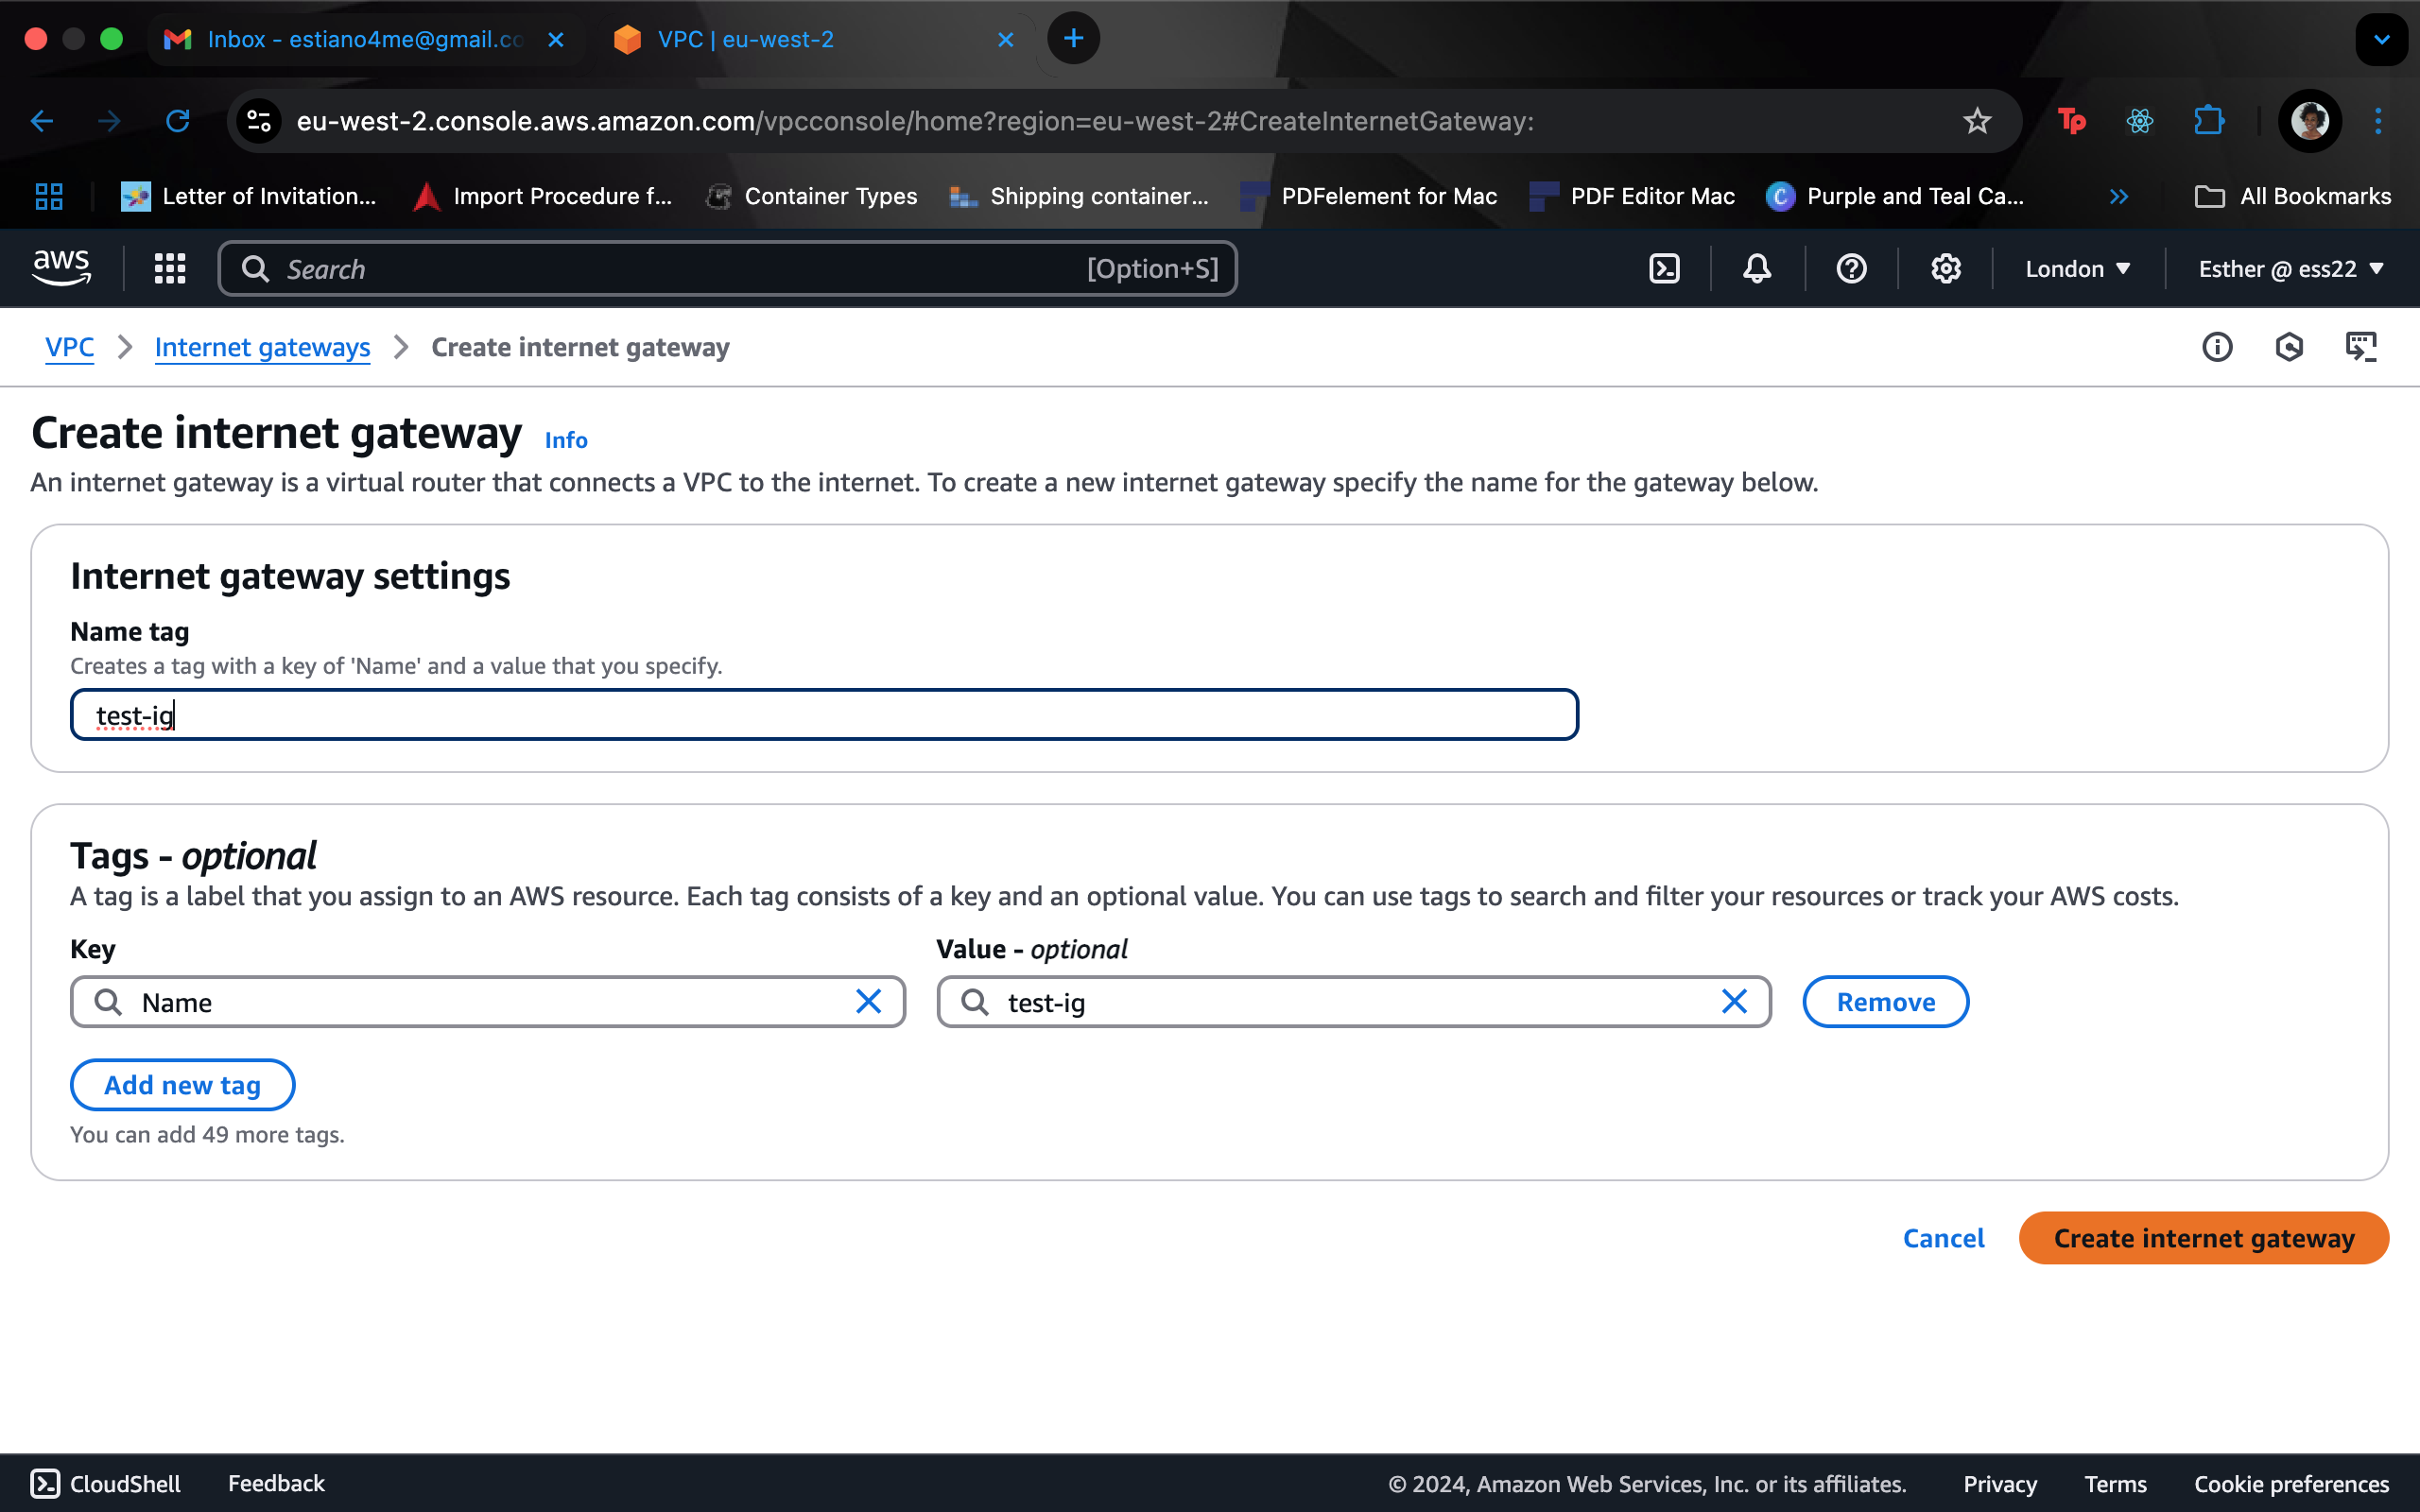 Inbox - estiano4me@gmail.co
VPC | eu-west-2
eu-west-2.console.aws.amazon.com/vpcconsole/home?region=eu-west-2#CreateInternetGateway:
Tp
Letter of Invitation...
Import Procedure f...
Container Types
Shipping container...
PDFelement for Mac
PDF Editor Mac
C
Purple and Teal Ca...
All Bookmarks
aws
Search
[Option+S]
London
Esther @ ess22
VPC
Internet gateways
Create internet gateway
Create internet gateway
Info
An internet gateway is a virtual router that connects a VPC to the internet. To create a new internet gateway specify the name for the gateway below.
Internet gateway settings
Name tag
Creates a tag with a key of 'Name' and a value that you specify.
test-ig
Tags - optional
A tag is a label that you assign to an AWS resource. Each tag consists of a key and an optional value. You can use tags to search and filter your resources or track your AWS costs.
Key
Value - optional
Name
test-ig
Remove
Add new tag
You can add 49 more tags.
Cancel
Create internet gateway
CloudShell
Feedback
© 2024, Amazon Web Services, Inc. or its affiliates.
Privacy
Terms
Cookie preferences